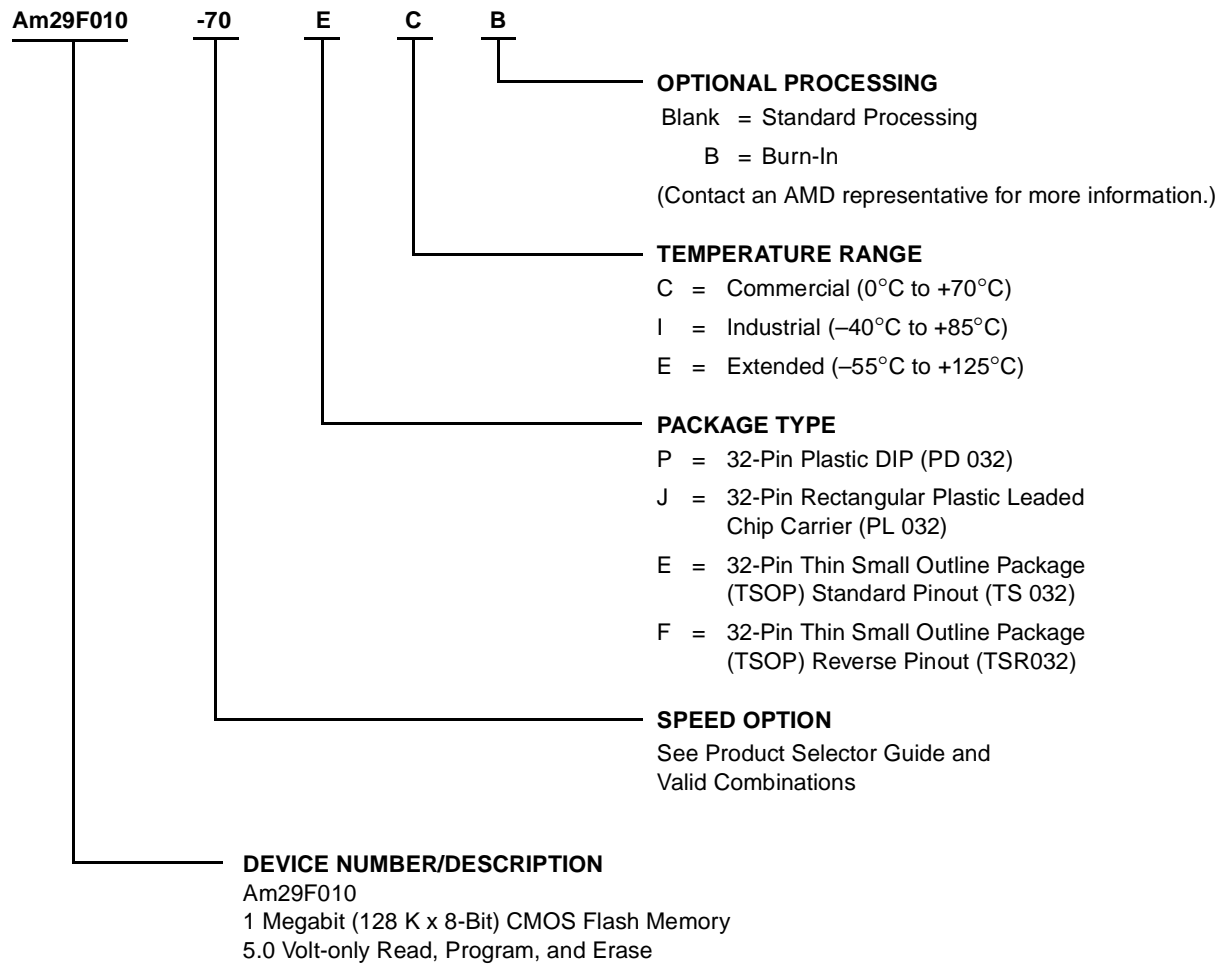 Am29F010 -70 E C B
OPTIONAL PROCESSING
Blank = Standard Processing
B = Burn-In
(Contact an AMD representative for more information.)
TEMPERATURE RANGE
C = Commercial (0°C to +70°C)
I = Industrial (–40°C to +85°C)
E = Extended (–55°C to +125°C)
PACKAGE TYPE
P = 32-Pin Plastic DIP (PD 032)
J = 32-Pin Rectangular Plastic Leaded
Chip Carrier (PL 032)
E = 32-Pin Thin Small Outline Package
(TSOP) Standard Pinout (TS 032)
F = 32-Pin Thin Small Outline Package
(TSOP) Reverse Pinout (TSR032)
SPEED OPTION
See Product Selector Guide and
Valid Combinations
DEVICE NUMBER/DESCRIPTION
Am29F010
1 Megabit (128 K x 8-Bit) CMOS Flash Memory
5.0 Volt-only Read, Program, and Erase